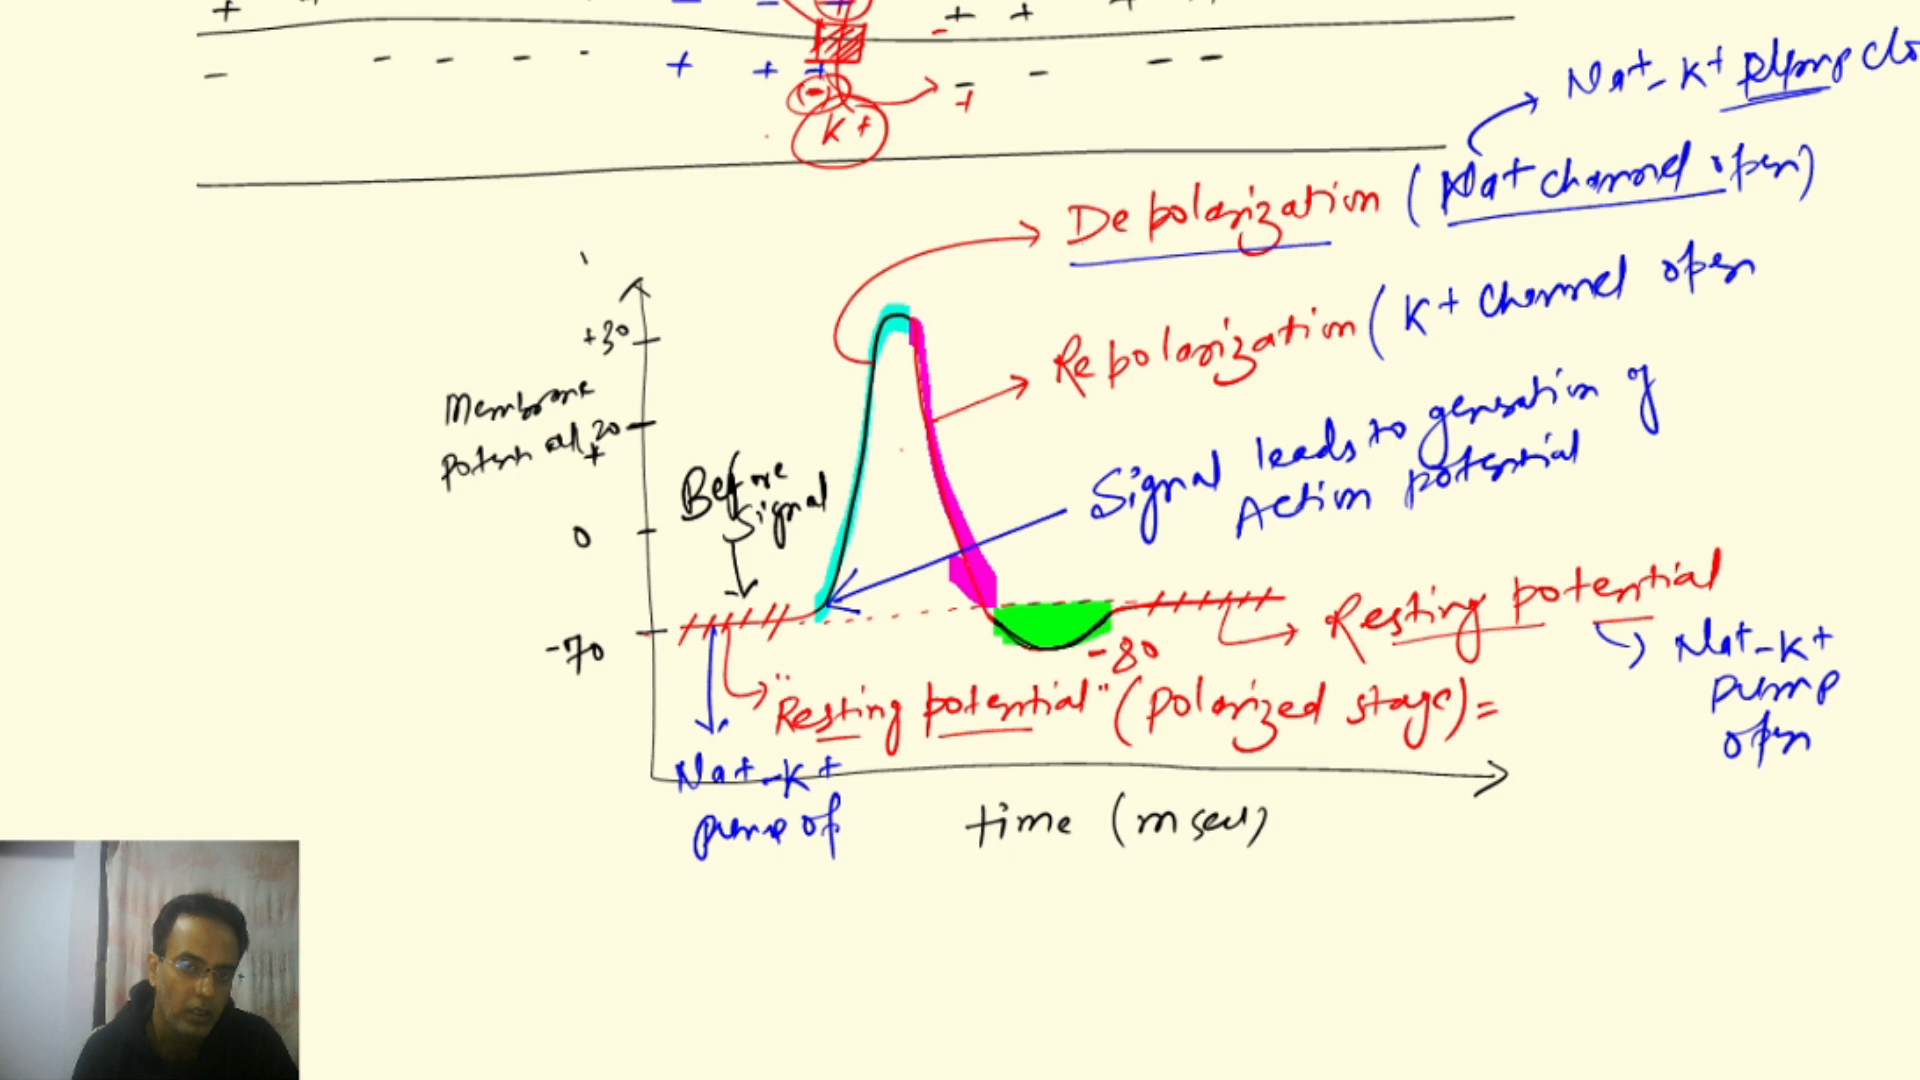 + + + + +
- - - - - + + + - - - -
(-) +
K+
Na+-K+ pump clo
Depolarization (Na+ channel open)
+30
Repolarization (K+ channel open
Membrane
potential
+20
Before
signal
Signal leads to generation of
Action potential
0
-70
-80
Resting potential
Na+-K+
pump
open
"Resting potential" (Polarized stage) =
Na+-K+
pump of
time (msec)